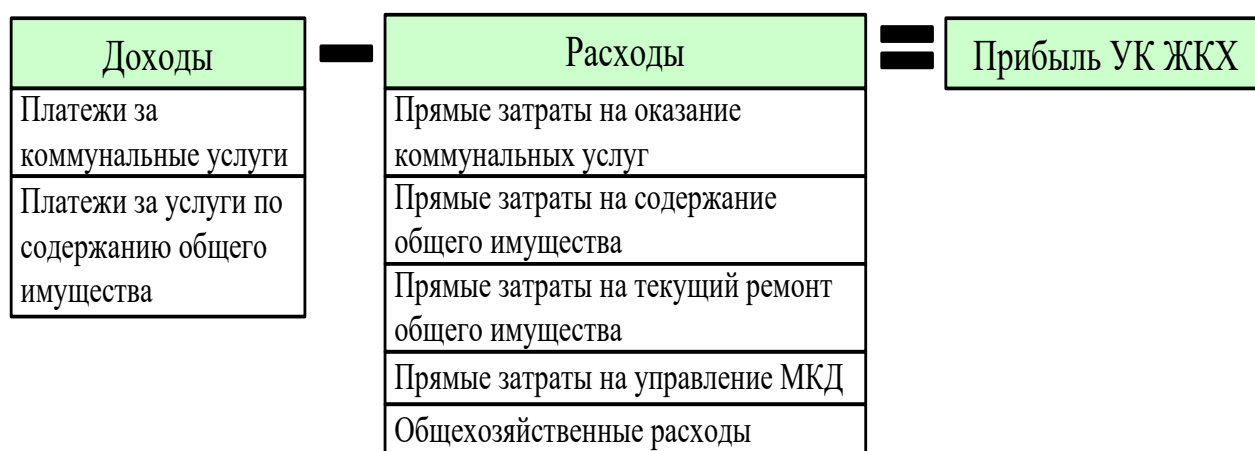 Доходы
Платежи за
коммунальные услуги
Платежи за услуги по
содержанию общего
имущества
Расходы
Прямые затраты на оказание
коммунальных услуг
Прямые затраты на содержание
общего имущества
Прямые затраты на текущий ремонт
общего имущества
Прямые затраты на управление МКД
Общехозяйственные расходы
Прибыль УК ЖКХ